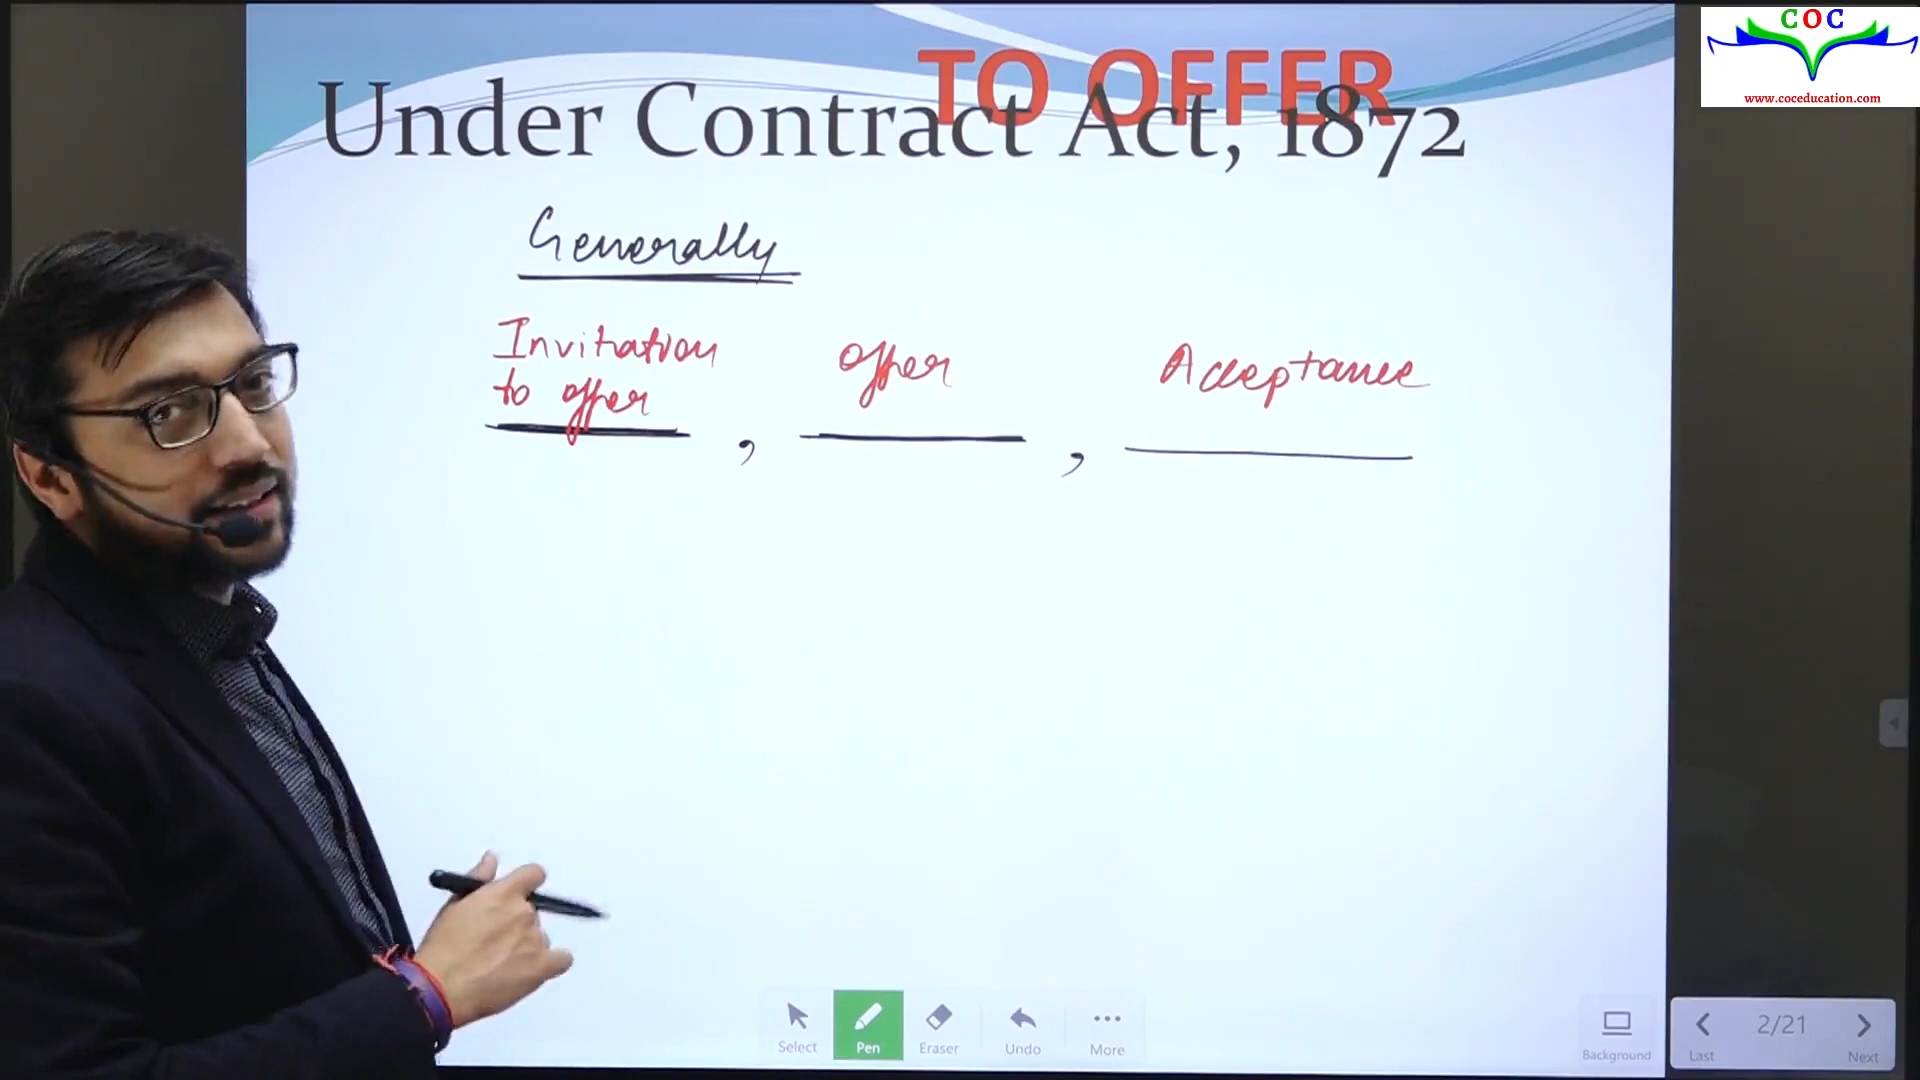 COC
www.coceducation.com
TO OFFER
Under Contract Act, 1872
Generally
Invitation
to offer , offer , Acceptance
Select Pen Eraser Undo More
Background
2/21
Last Next